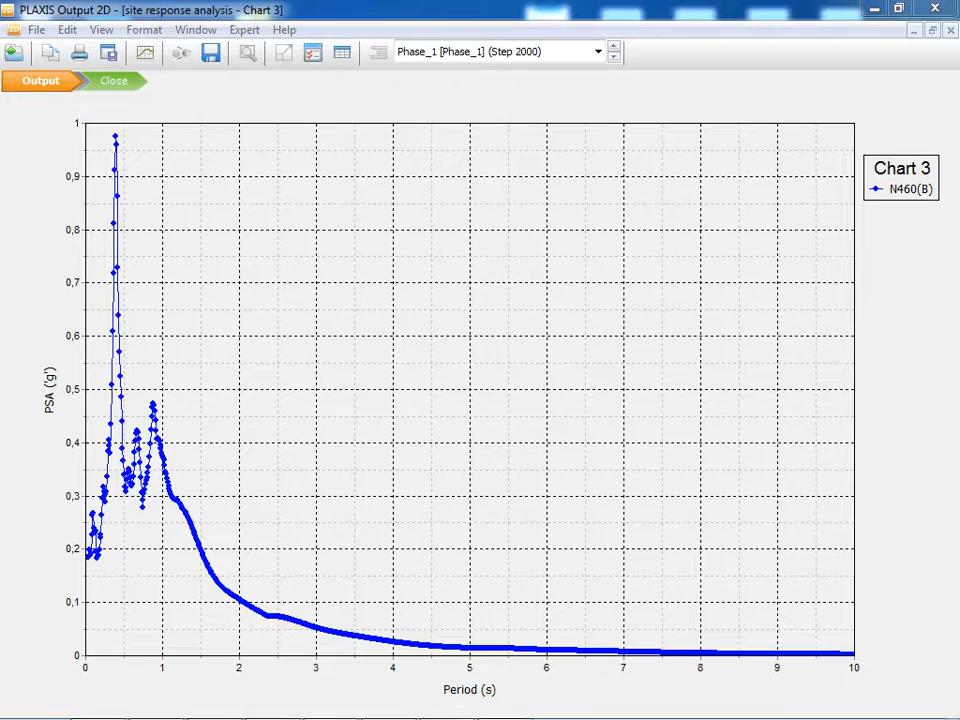 PLAXIS Output 2D - [site response analysis - Chart 3]
2D File Edit View Format Window Expert Help
Phase_1 [Phase_1] (Step 2000)
Output Close
Chart 3
N460(B)
1
0,9
0,8
0,7
0,6
0,5
0,4
0,3
0,2
0,1
0
PSA ('g')
0 1 2 3 4 5 6 7 8 9 10
Period (s)